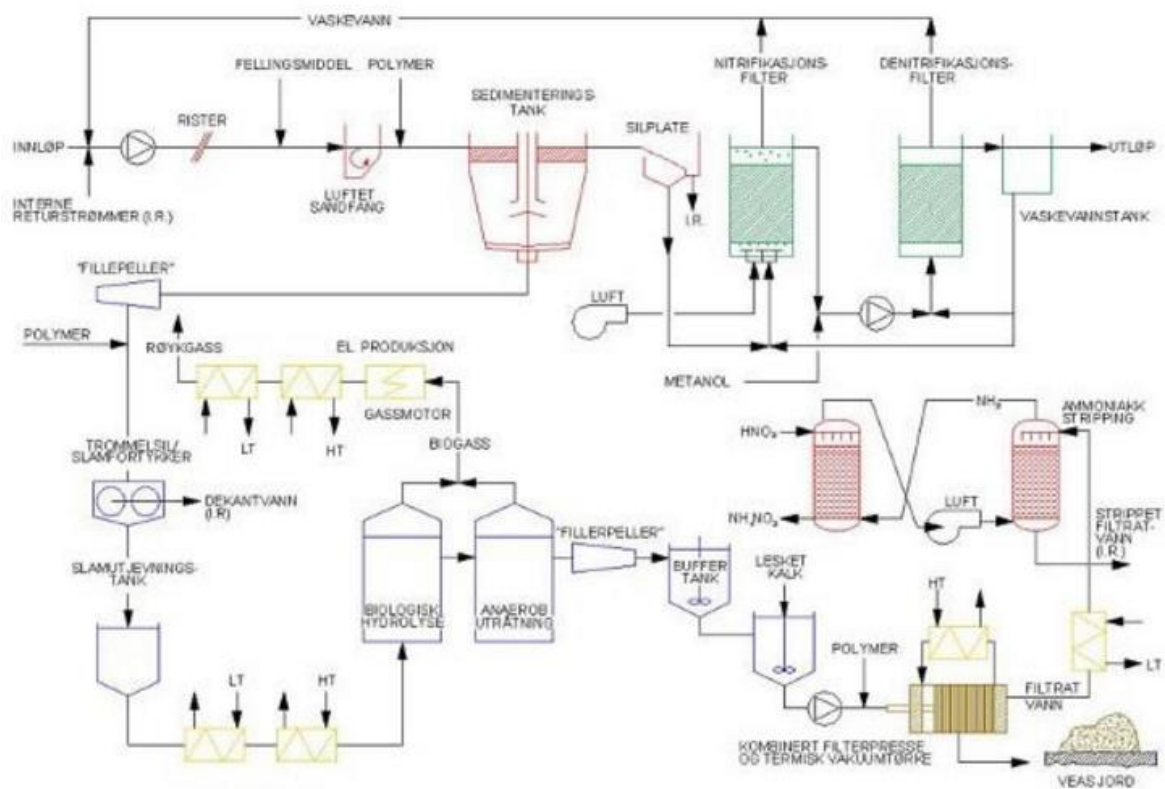 VASKEVANN
FELLINGSMIDDEL
POLYMER
NITRIFIKASJONS-
FILTER
DENITRIFIKASJONS-
FILTER
RISTER
SEDIMENTERINGS-
TANK
SILPLATE
INNLØP
UTLØP
LUFTET
SANDFANG
I.R.
INTERNE
RETURSTRØMMER (I.R.)
VASKEVANNSTANK
"FILLEPELLER"
LUFT
POLYMER
RØYKGASS
EL PRODUKSJON
METANOL
GASSMOTOR
LT
HT
BIOGASS
NH₃
AMMONIAKK
STRIPPING
HNO₃
TROMMELSIL/
SLAMFORTYKKER
DEKANTVANN
(I.R)
LUFT
NH₄NO₃
STRIPPET
FILTRAT-
VANN
(I.R.)
"FILLERPELLER"
SLAMUTJEVNINGS-
TANK
BUFFER
TANK
LESKET
KALK
BIOLOGISK
HYDROLYSE
ANAEROB
UTRÅTNING
HT
POLYMER
LT
LT
HT
FILTRAT
VANN
KOMBINERT FILTERPRESSE
OG TERMISK VAKUUMTØRKE
VEASJORD